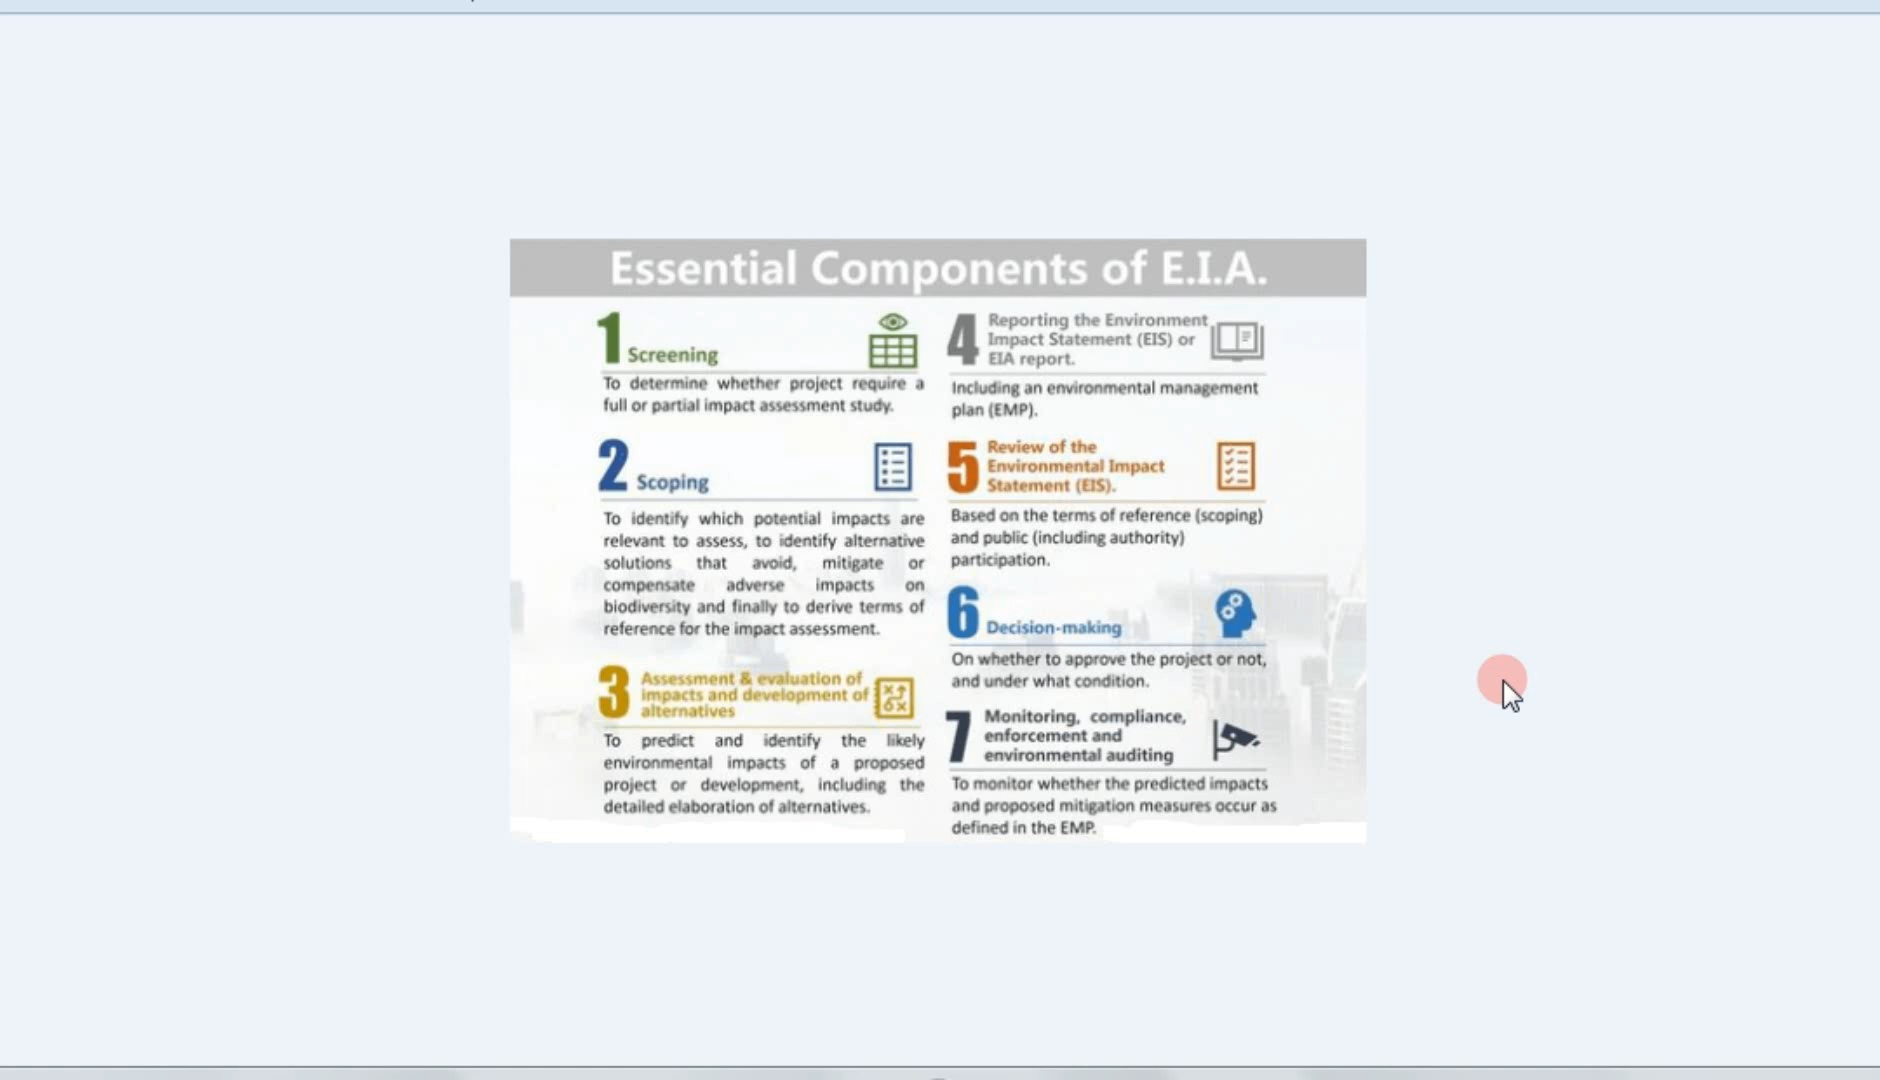 Essential Components of E.I.A.
1 Screening
To determine whether project require a
full or partial impact assessment study.
2 Scoping
To identify which potential impacts are
relevant to assess, to identify alternative
solutions that avoid, mitigate or
compensate adverse impacts on
biodiversity and finally to derive terms of
reference for the impact assessment.
3 Assessment & evaluation of
impacts and development of
alternatives
To predict and identify the likely
environmental impacts of a proposed
project or development, including the
detailed elaboration of alternatives.
4 Reporting the Environment
Impact Statement (EIS) or
EIA report.
Including an environmental management
plan (EMP).
5 Review of the
Environmental Impact
Statement (EIS).
Based on the terms of reference (scoping)
and public (including authority)
participation.
6 Decision-making
On whether to approve the project or not,
and under what condition.
7 Monitoring, compliance,
enforcement and
environmental auditing
To monitor whether the predicted impacts
and proposed mitigation measures occur as
defined in the EMP.